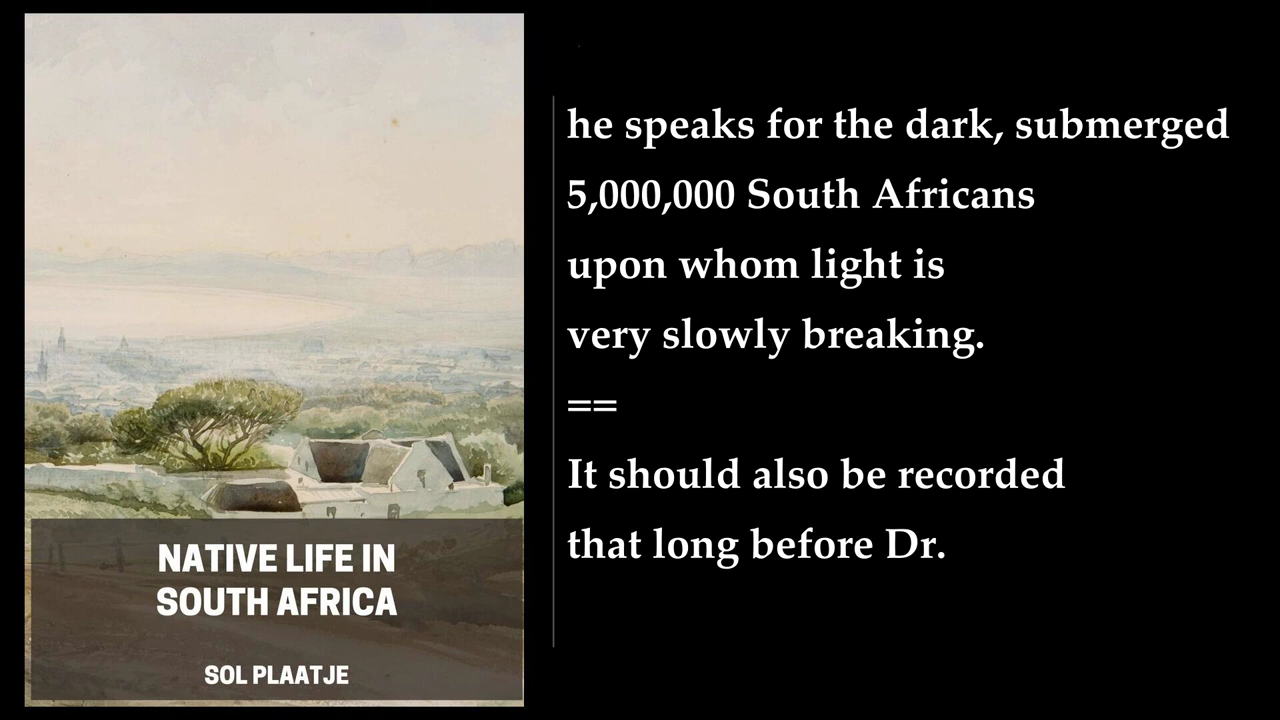 NATIVE LIFE IN
SOUTH AFRICA
SOL PLAATJE
he speaks for the dark, submerged
5,000,000 South Africans
upon whom light is
very slowly breaking.
==
It should also be recorded
that long before Dr.